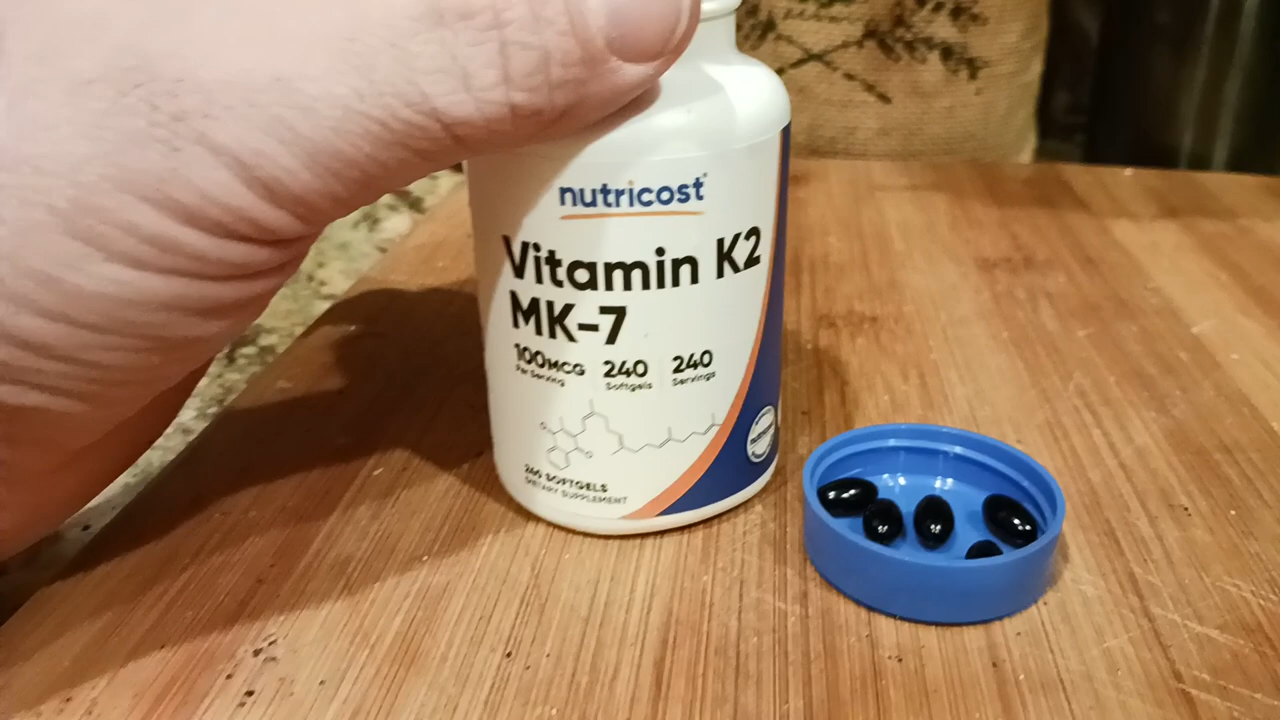 nutricost
Vitamin K2
MK-7
100MCG 240 240
Per Serving Softgels Servings
240 SOFTGELS
DIETARY SUPPLEMENT